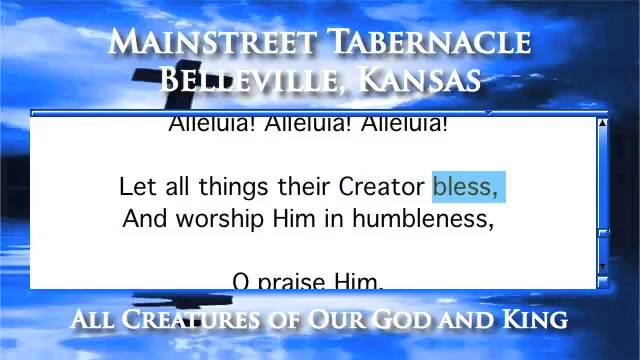 MAINSTREET TABERNACLE
BELLEVILLE, KANSAS
Alleluia! Alleluia! Alleluia!
Let all things their Creator bless,
And worship Him in humbleness,
O praise Him,
ALL CREATURES OF OUR GOD AND KING